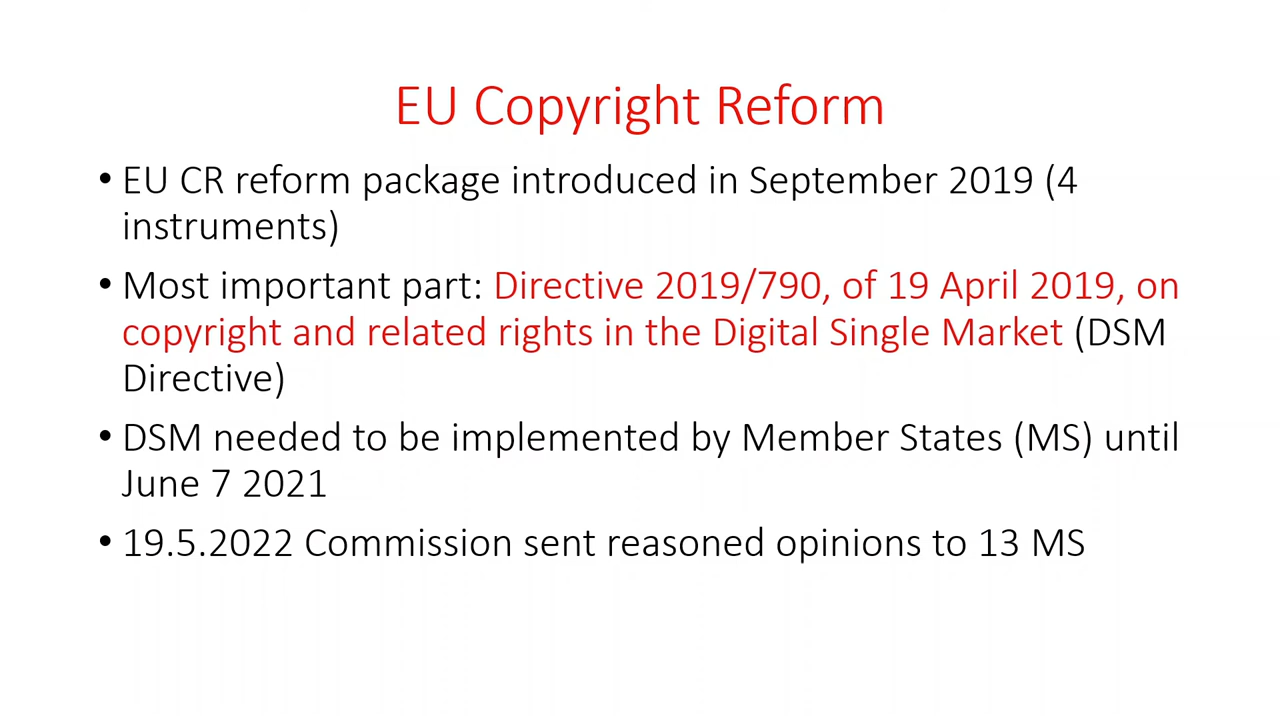 EU Copyright Reform
• EU CR reform package introduced in September 2019 (4
instruments)
• Most important part: Directive 2019/790, of 19 April 2019, on
copyright and related rights in the Digital Single Market (DSM
Directive)
• DSM needed to be implemented by Member States (MS) until
June 7 2021
• 19.5.2022 Commission sent reasoned opinions to 13 MS